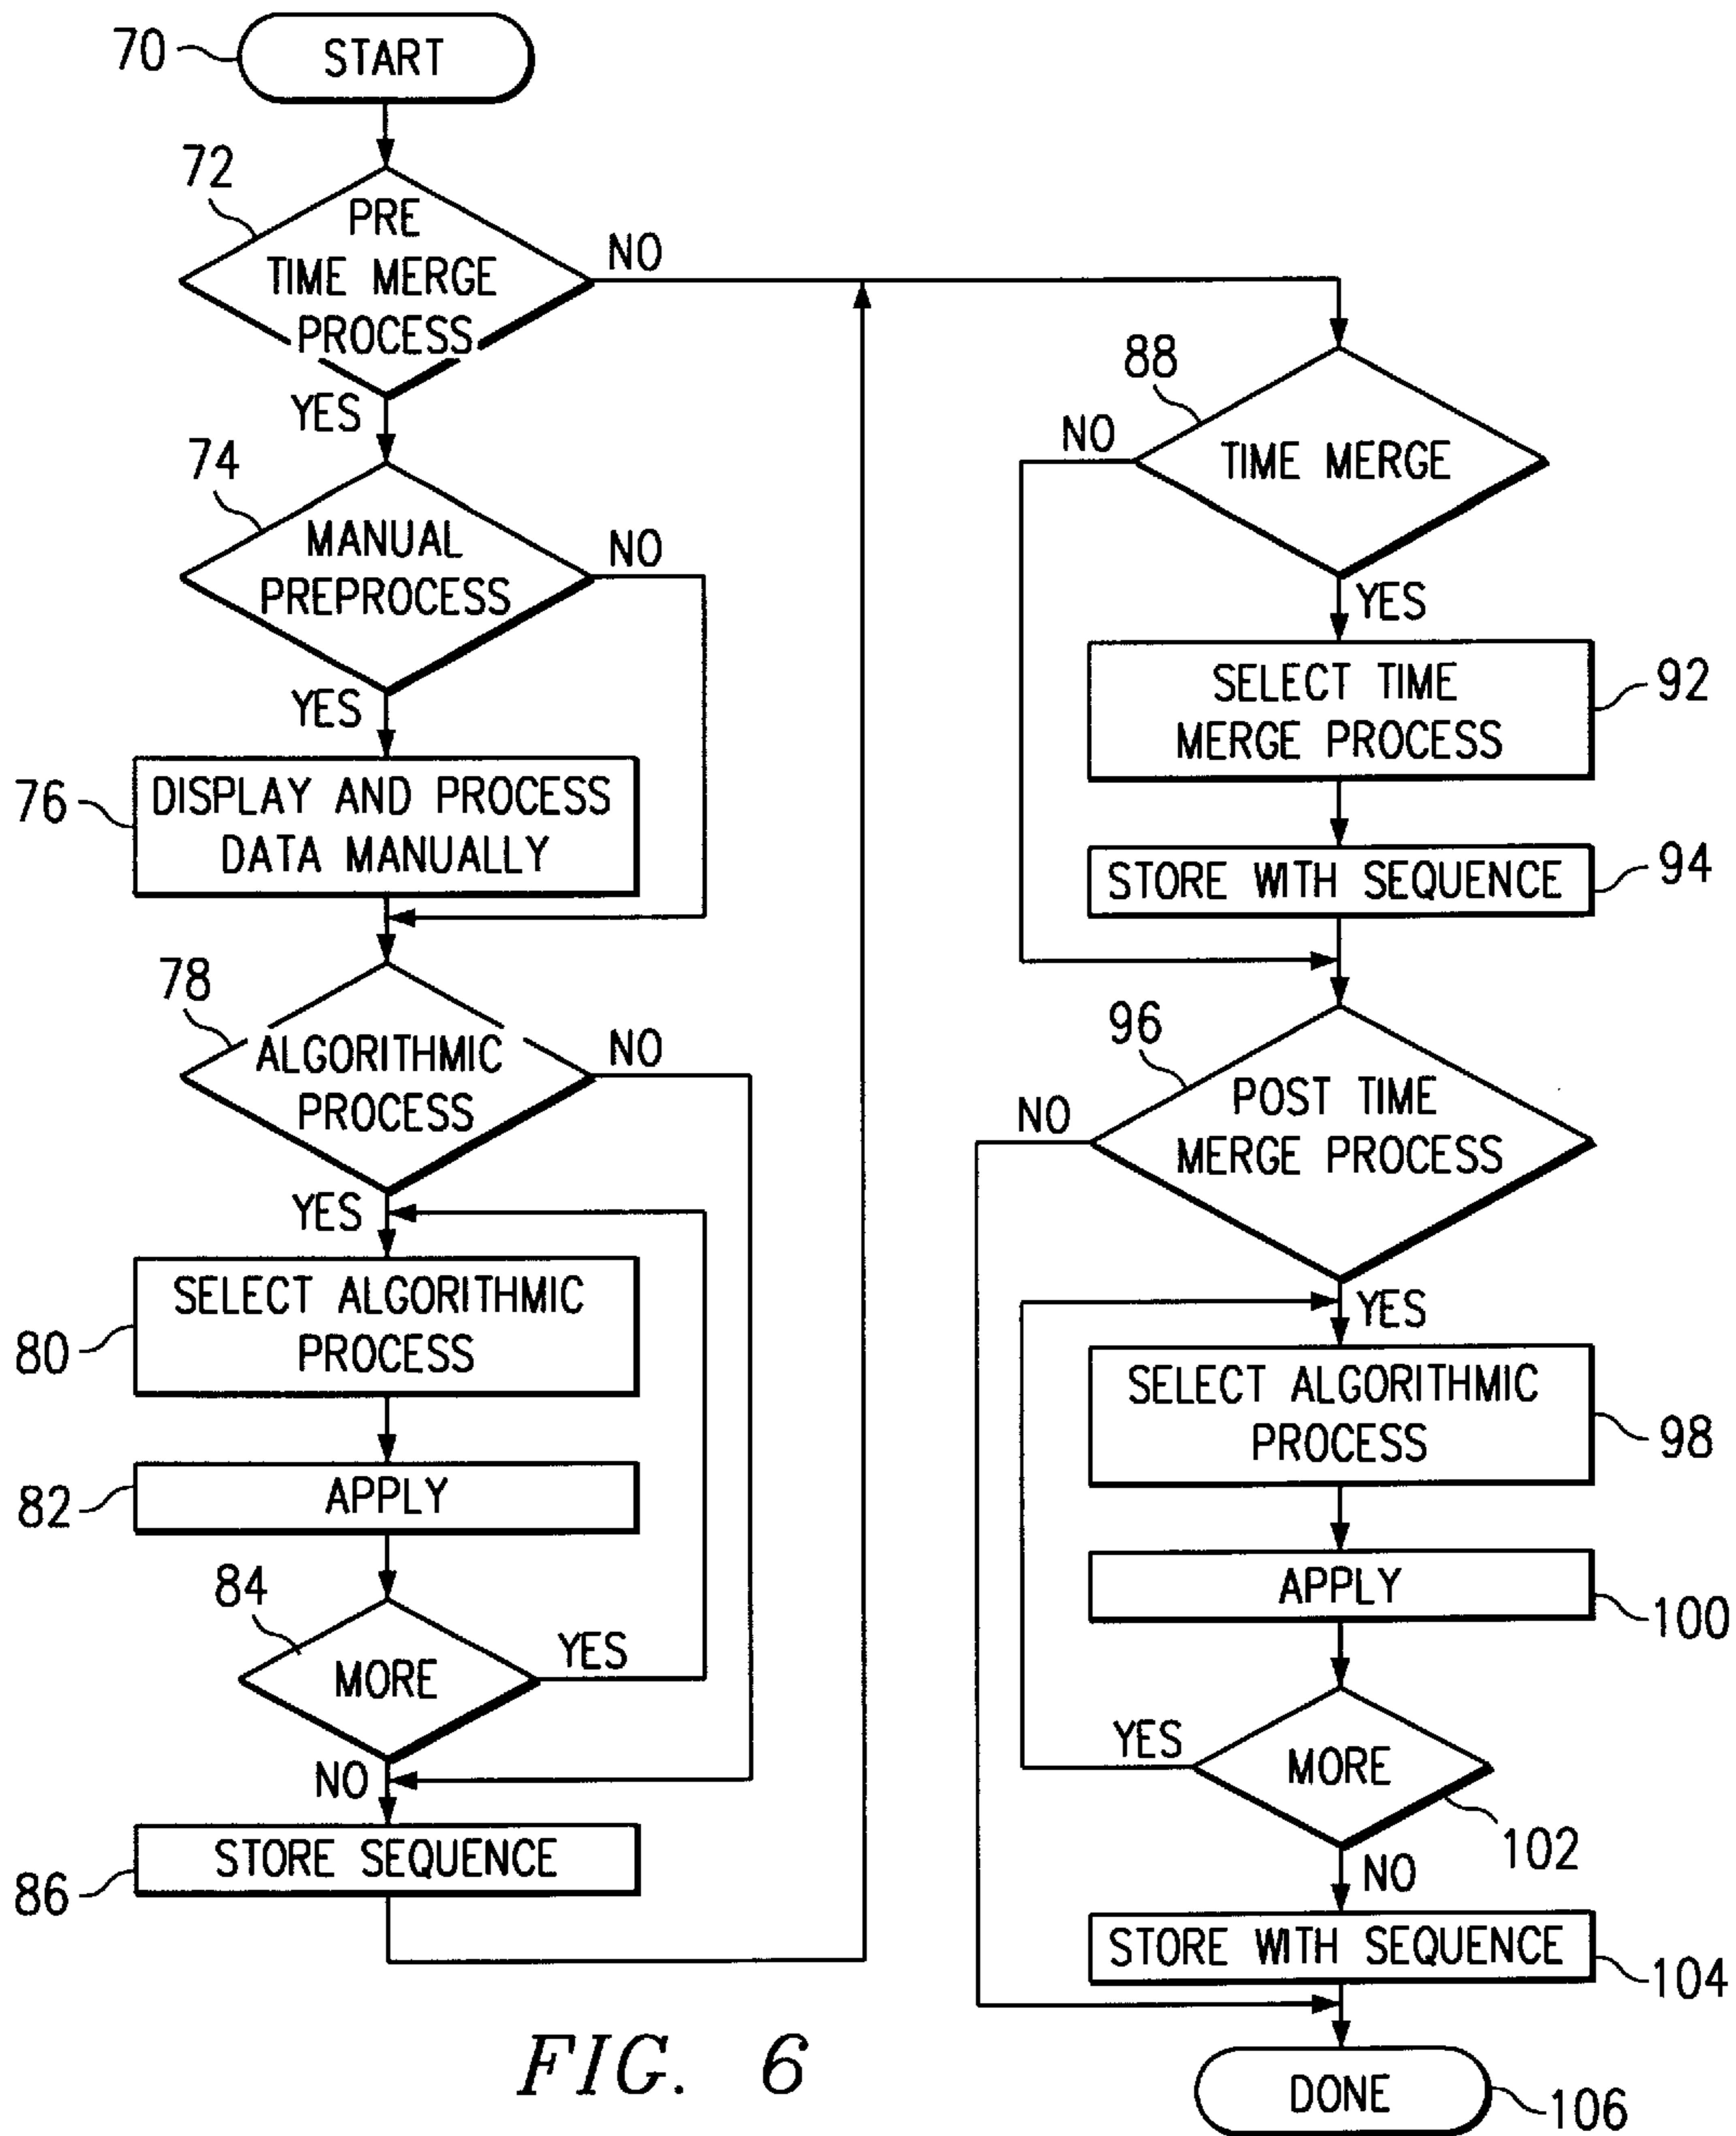 70
START
72
PRE
TIME MERGE
PROCESS
NO
YES
74
MANUAL
PREPROCESS
NO
YES
76
DISPLAY AND PROCESS
DATA MANUALLY
78
ALGORITHMIC
PROCESS
NO
YES
80
SELECT ALGORITHMIC
PROCESS
82
APPLY
84
MORE
YES
NO
86
STORE SEQUENCE
88
TIME MERGE
NO
YES
SELECT TIME
MERGE PROCESS
92
STORE WITH SEQUENCE
94
96
POST TIME
MERGE PROCESS
NO
YES
SELECT ALGORITHMIC
PROCESS
98
APPLY
100
MORE
YES
102
NO
STORE WITH SEQUENCE
104
DONE
106
FIG. 6